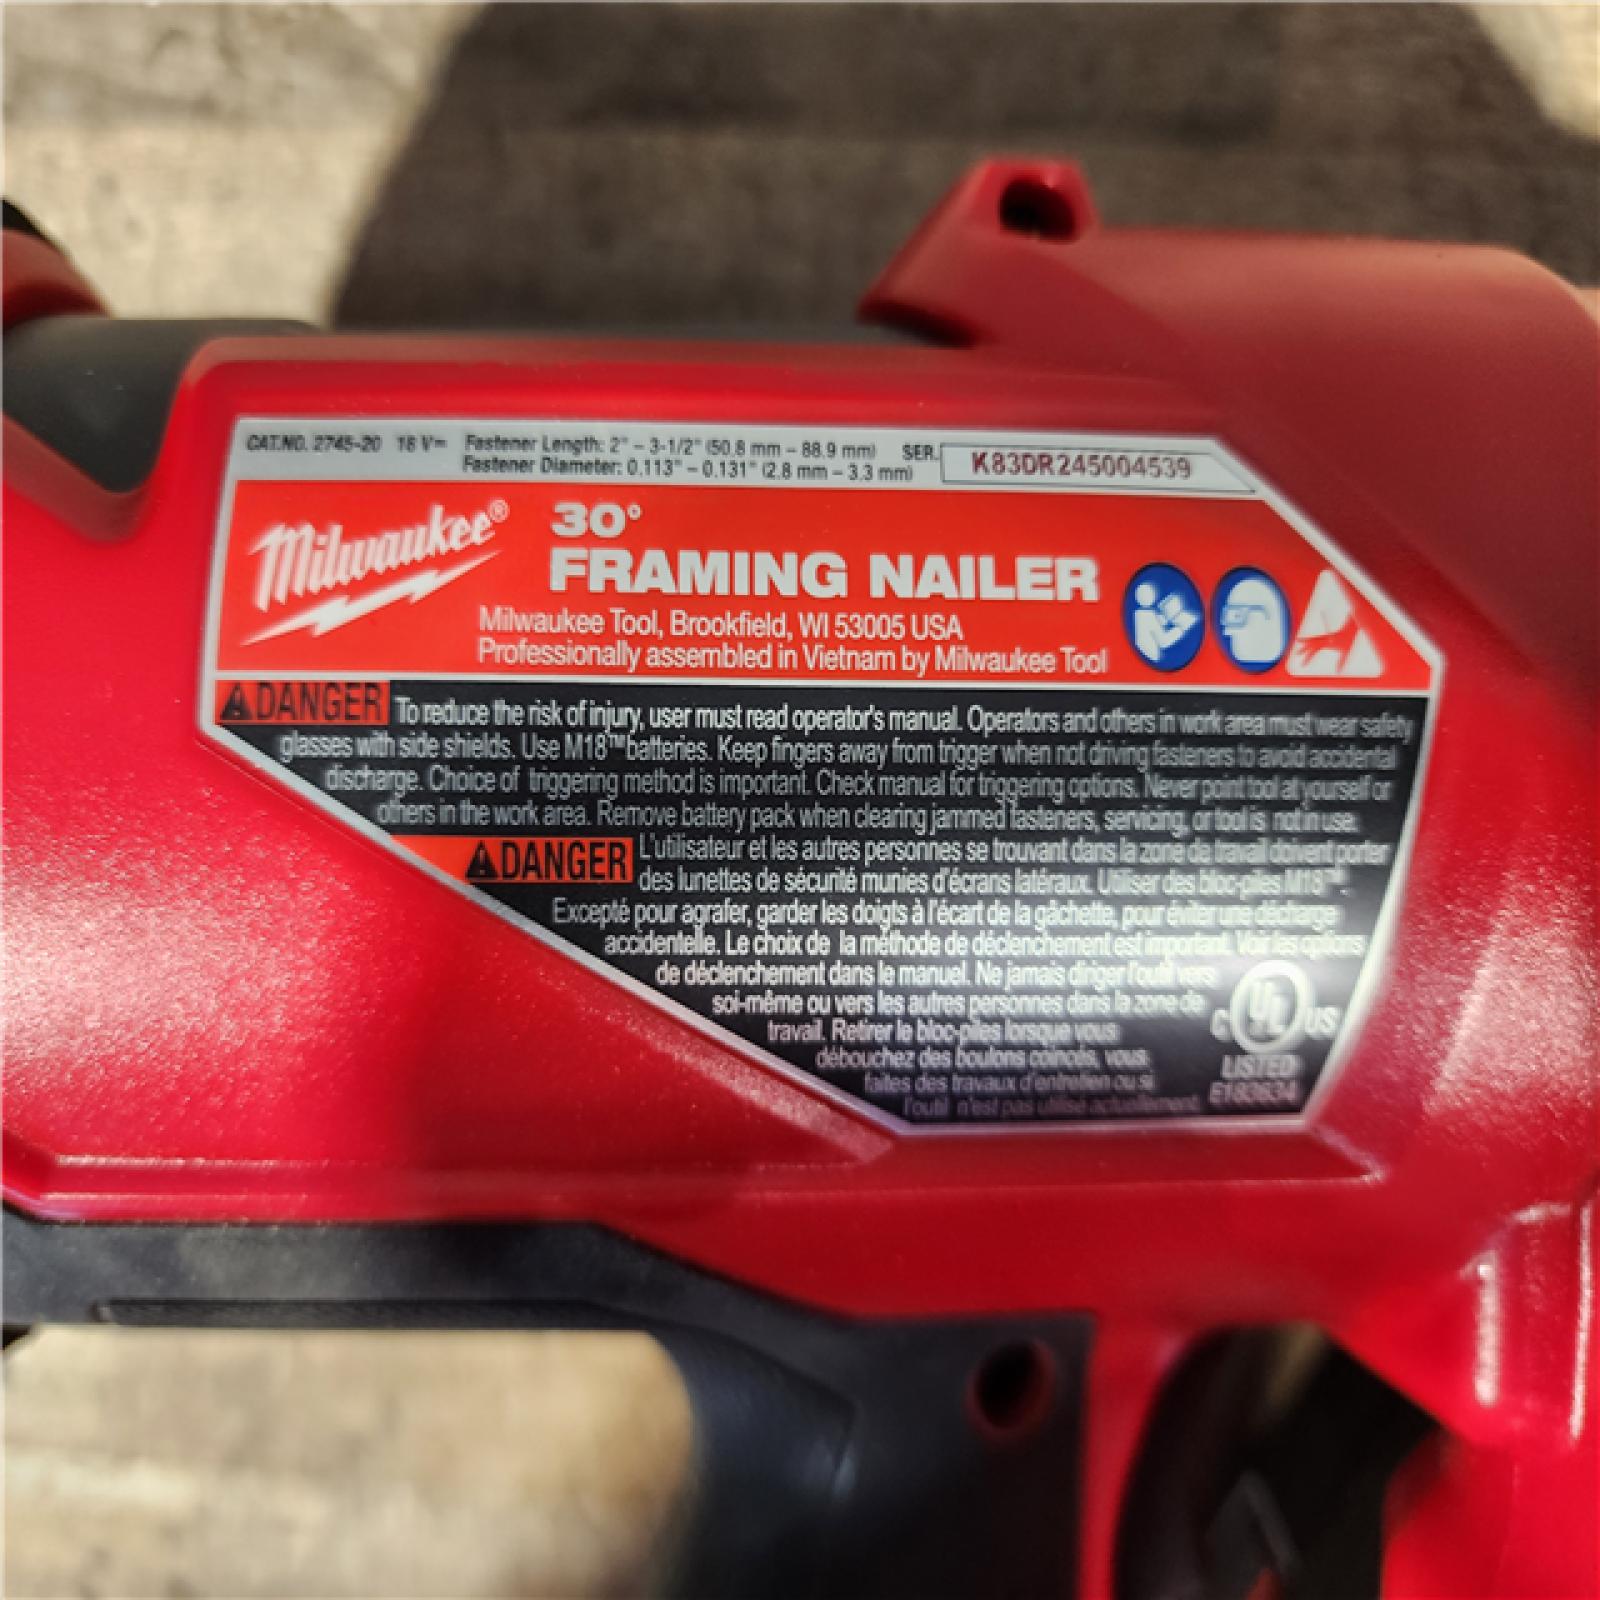 CAT.NO. 2745-20 18 V Fastener Length: 2" – 3-1/2" (50.8 mm – 88.9 mm) SER. K83DR245004539
Fastener Diameter: 0.113" – 0.131" (2.8 mm – 3.3 mm)
Milwaukee® 30°
FRAMING NAILER
Milwaukee Tool, Brookfield, WI 53005 USA
Professionally assembled in Vietnam by Milwaukee Tool
DANGER To reduce the risk of injury, user must read operator's manual. Operators and others in work area must wear safety
glasses with side shields. Use M18™ batteries. Keep fingers away from trigger when not driving fasteners to avoid accidental
discharge. Choice of triggering method is important. Check manual for triggering options. Never point tool at yourself or
others in the work area. Remove battery pack when clearing jammed fasteners, servicing, or tool is not in use.
DANGER L'utilisateur et les autres personnes se trouvant dans la zone de travail doivent porter
des lunettes de sécurité munies d'écrans latéraux. Utiliser des bloc-piles M18™.
Excepté pour agrafer, garder les doigts à l'écart de la gâchette, pour éviter une décharge
accidentelle. Le choix de la méthode de déclenchement est important. Voir les options
de déclenchement dans le manuel. Ne jamais diriger l'outil vers
soi-même ou vers les autres personnes dans la zone de
travail. Retirer le bloc-piles lorsque vous
débouchez des boulons coincés, vous
faites des travaux d'entretien ou si
l'outil n'est pas utilisé actuellement.
C UL US
LISTED
E183634